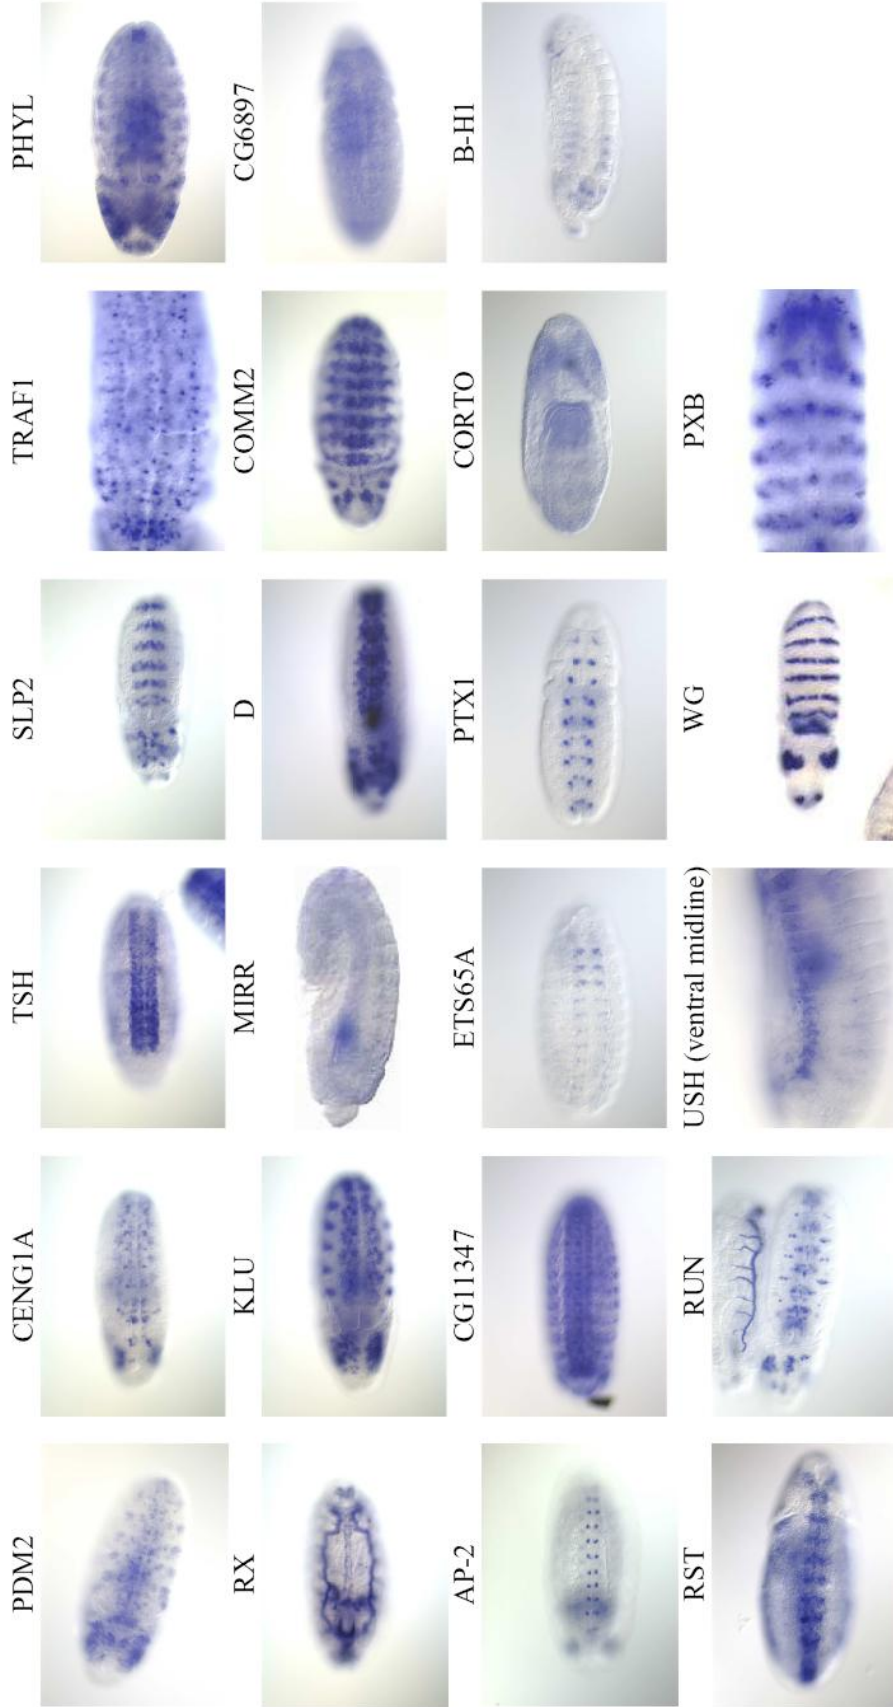 PHYL
CG6897
B-H1
TRAF1
COMM2
CORTO
PXB
SLP2
D
PTX1
WG
TSH
MIRR
ETS65A
USH (ventral midline)
CENG1A
KLU
CG11347
RUN
PDM2
RX
AP-2
RST